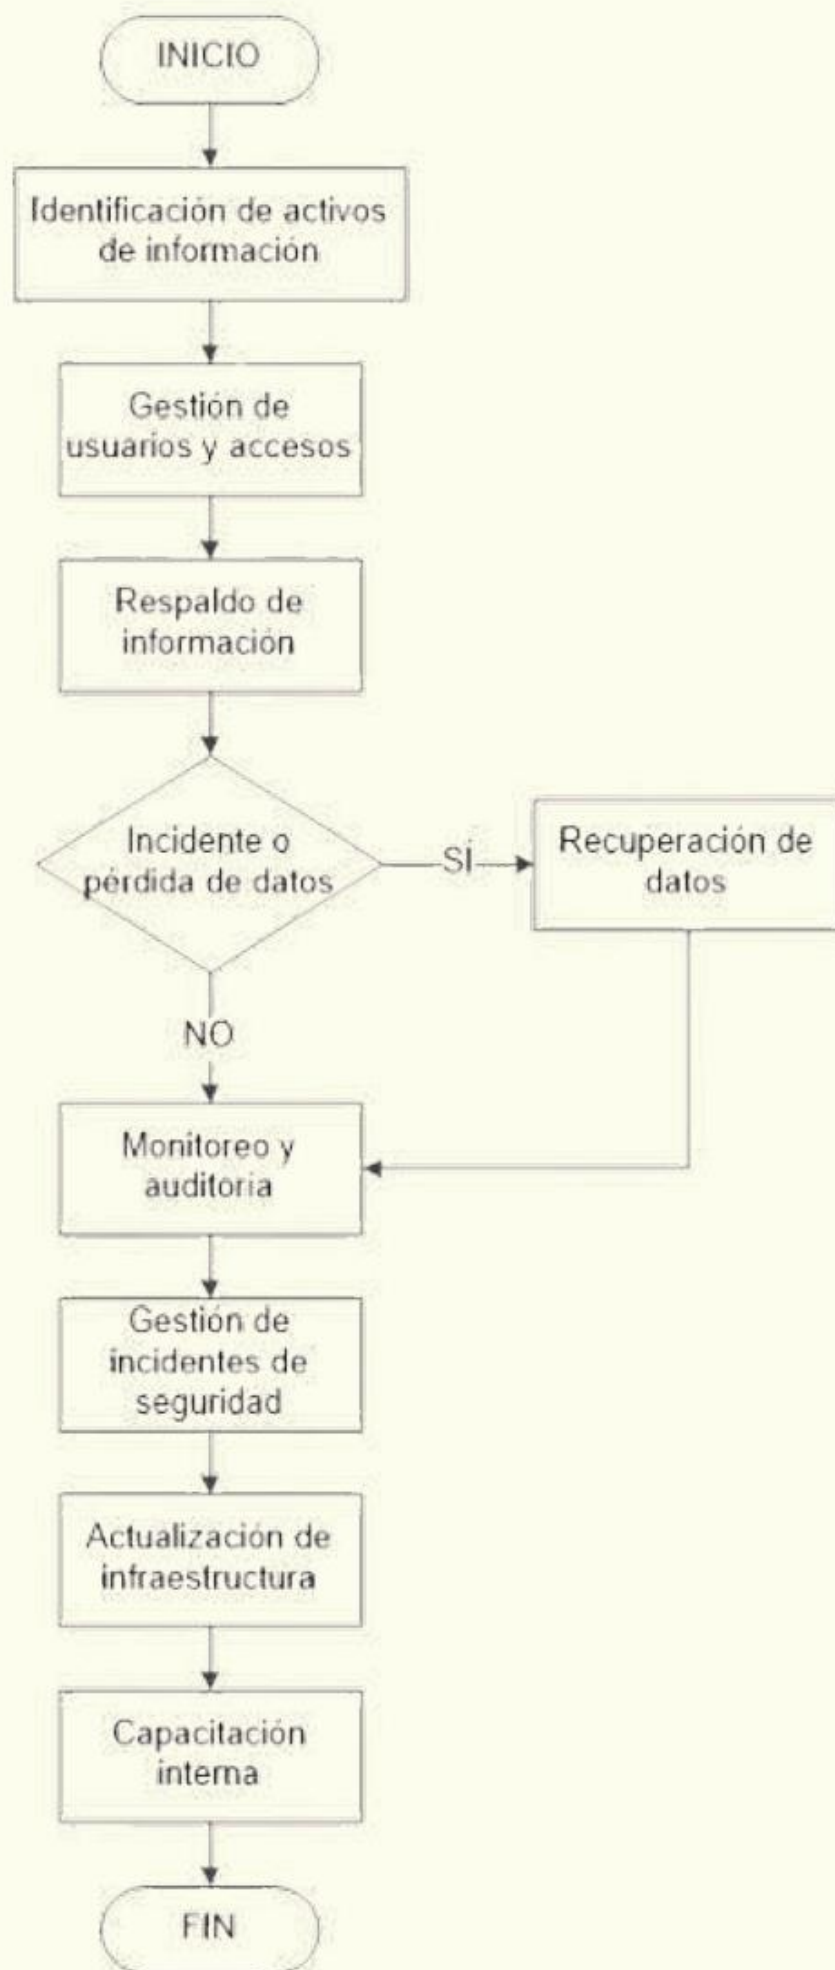 INICIO
Identificación de activos
de información
Gestión de
usuarios y accesos
Respaldo de
información
Incidente o
pérdida de datos
SÍ
Recuperación de
datos
NO
Monitoreo y
auditoria
Gestión de
incidentes de
seguridad
Actualización de
infraestructura
Capacitación
interna
FIN